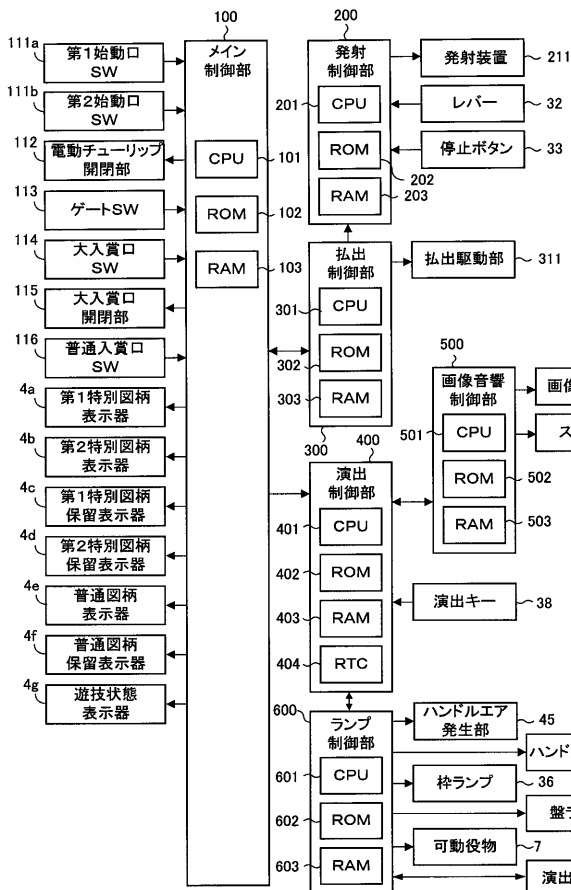 100
メイン
制御部
CPU
101
ROM
102
RAM
103
111a
第1始動口
SW
111b
第2始動口
SW
112
電動チューリップ
開閉部
113
ゲートSW
114
大入賞口
SW
115
大入賞口
開閉部
116
普通入賞口
SW
4a
第1特別図柄
表示器
4b
第2特別図柄
表示器
4c
第1特別図柄
保留表示器
4d
第2特別図柄
保留表示器
4e
普通図柄
表示器
4f
普通図柄
保留表示器
4g
遊技状態
表示器
200
発射
制御部
201
CPU
ROM
202
RAM
203
発射装置
211
レバー
32
停止ボタン
33
払出
制御部
301
CPU
ROM
302
303
RAM
300
払出駆動部
311
400
演出
制御部
401
CPU
402
ROM
403
RAM
404
RTC
500
画像音響
制御部
501
CPU
ROM
502
RAM
503
画像
ス
演出キー
38
600
ランプ
制御部
601
CPU
602
ROM
603
RAM
ハンドルエア
発生部
45
ハンド
枠ランプ
36
盤ラ
可動役物
7
演出